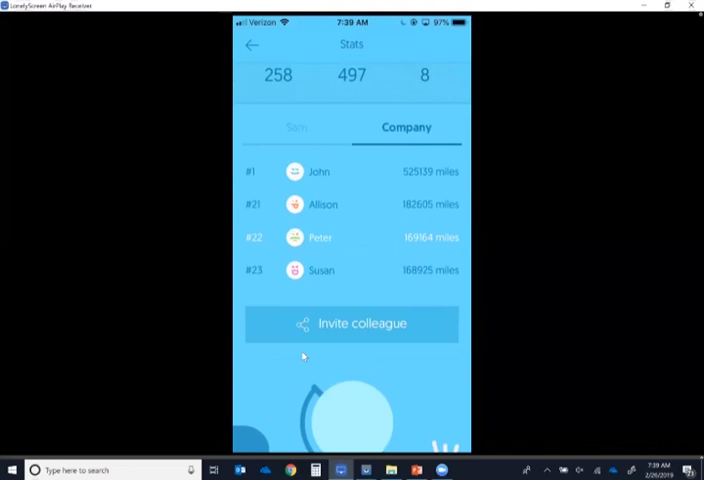 LonelyScreen AirPlay Receiver
Verizon 7:39 AM 97%
Stats
258 497 8
Sam Company
#1 John 525139 miles
#21 Allison 182605 miles
#22 Peter 169164 miles
#23 Susan 168925 miles
Invite colleague
Type here to search
7:39 AM
2/26/2019